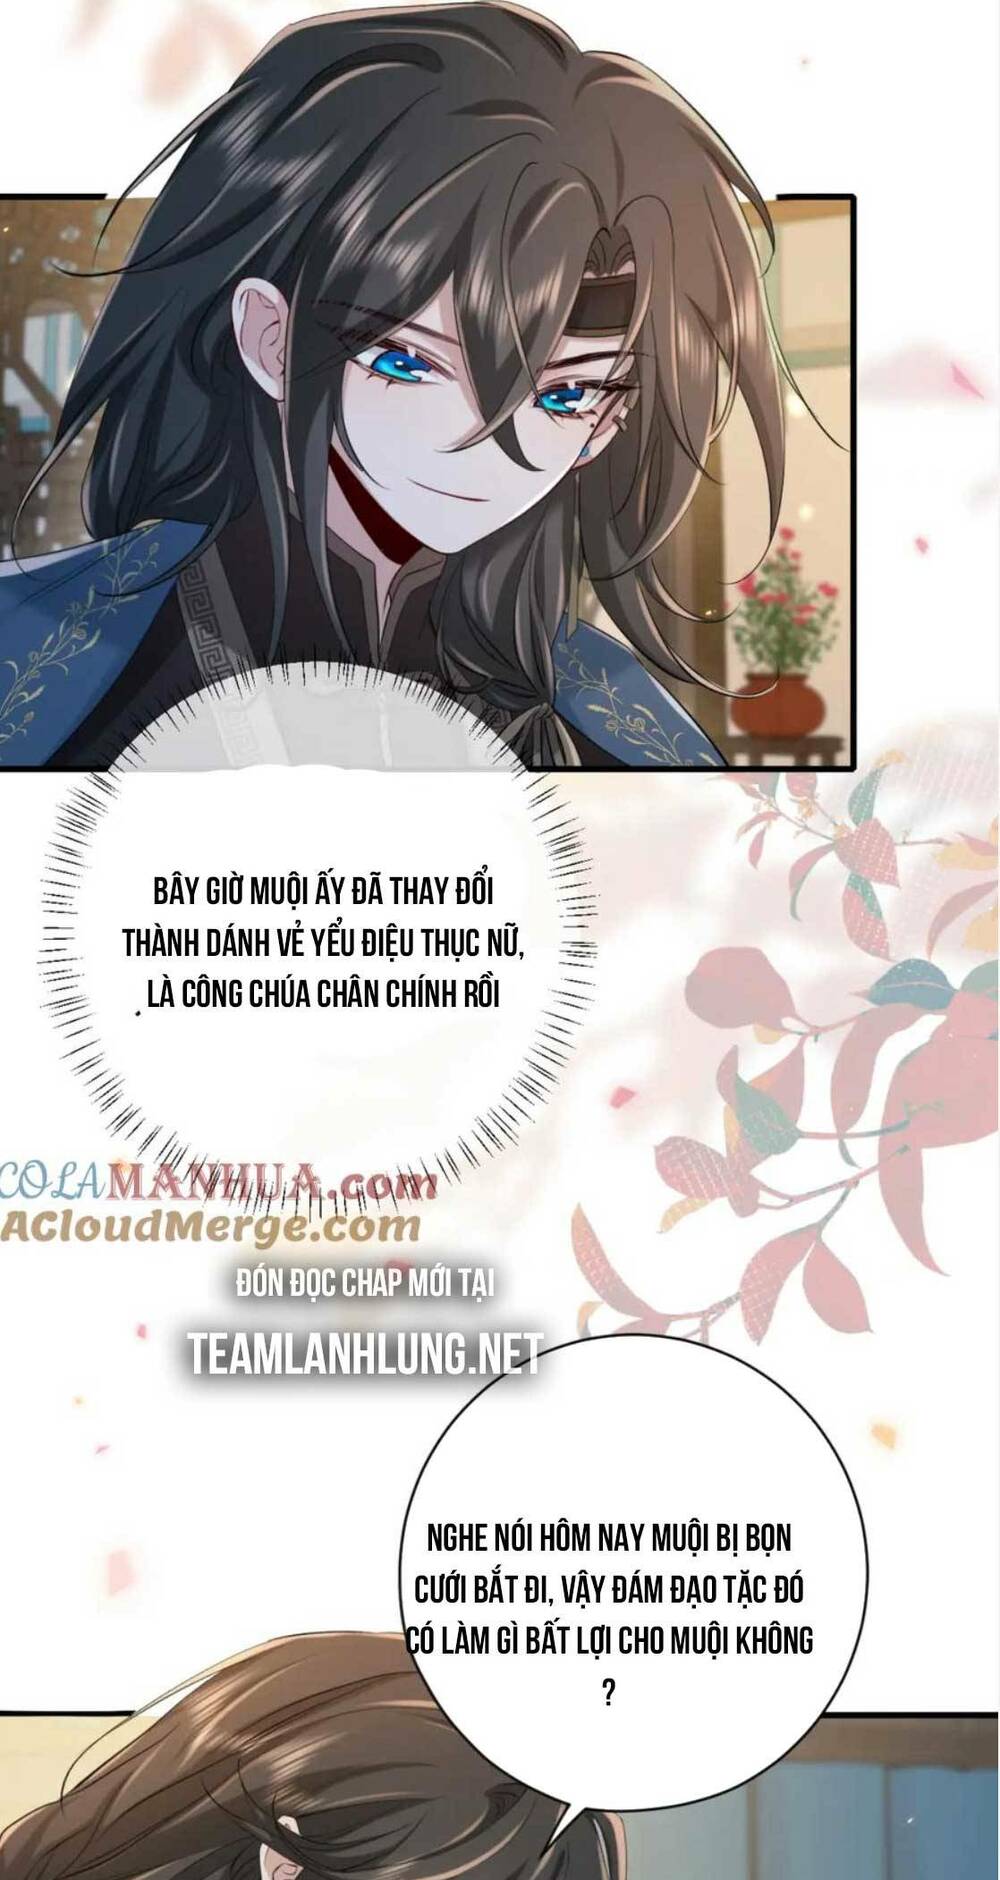 BÂY GIỜ MUỘI ẤY ĐÃ THAY ĐỔI
THÀNH DÁNH VẺ YỂU ĐIỆU THỤC NỮ,
LÀ CÔNG CHÚA CHÂN CHÍNH RỒI
COLAMANHUA.com
ACloudMerge.com
ĐÓN ĐỌC CHAP MỚI TẠI
TEAMLANHLUNG.NET
NGHE NÓI HÔM NAY MUỘI BỊ BỌN
CƯỚI BẮT ĐI, VẬY ĐÁM ĐẠO TẶC ĐÓ
CÓ LÀM GÌ BẤT LỢI CHO MUỘI KHÔNG
?